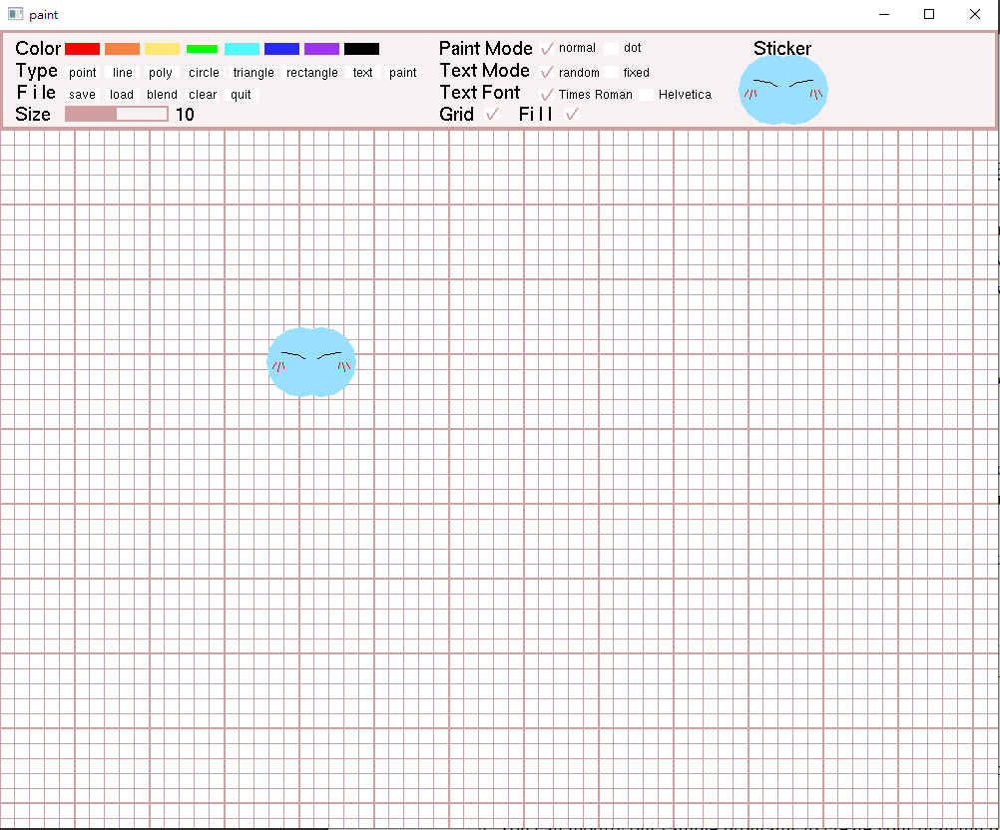 paint
Color Paint Mode normal dot Sticker
Type point line poly circle triangle rectangle text paint Text Mode random fixed
File save load blend clear quit Text Font Times Roman Helvetica
Size 10 Grid Fill